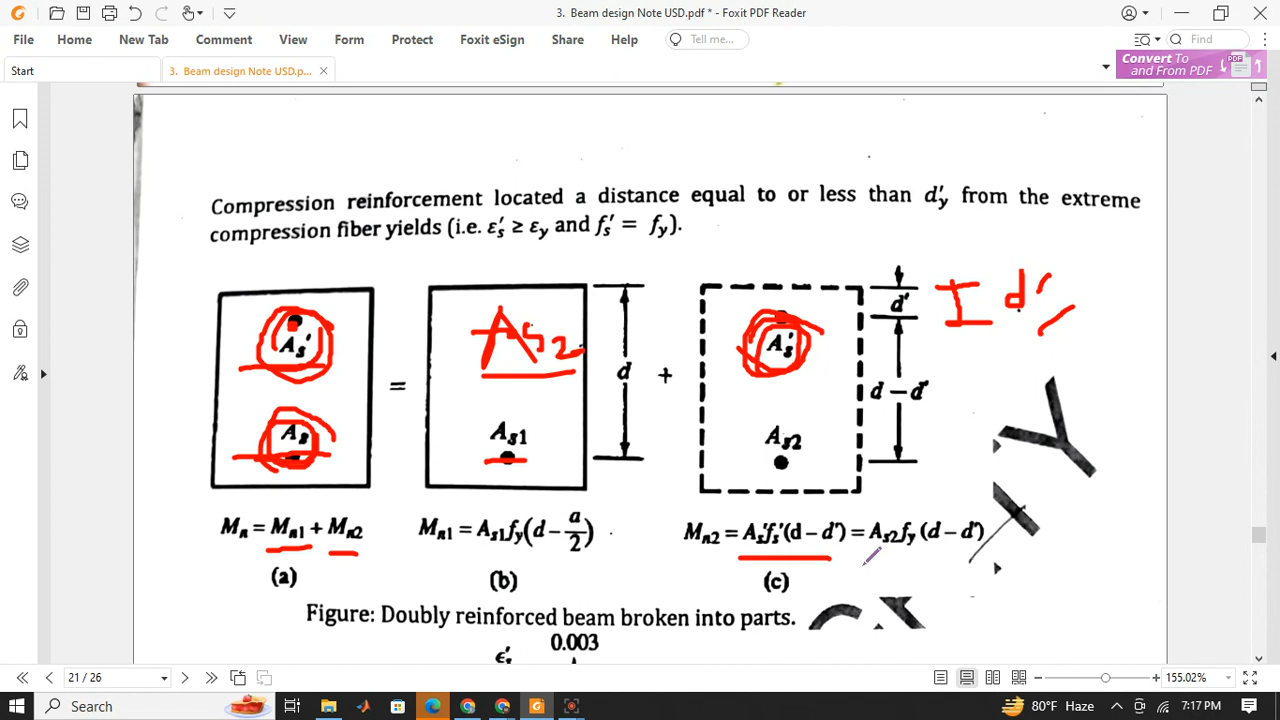 3. Beam design Note USD.pdf * - Foxit PDF Reader
File Home New Tab Comment View Form Protect Foxit eSign Share Help Tell me... Find
Start 3. Beam design Note USD.p... Convert To and From PDF
Compression reinforcement located a distance equal to or less than d′y from the extreme
compression fiber yields (i.e. ε′s ≥ εy and f′s = fy).
A′s = As2 d + A′s d′ I d′
As As1 As2 d − d′
Mn = Mn1 + Mn2 Mn1 = As1fy(d − a/2) Mn2 = A′sf′s(d − d′) = As2fy (d − d′)
(a) (b) (c)
Figure: Doubly reinforced beam broken into parts.
ϵ′s 0.003
21 / 26 155.02%
Search 80°F Haze 7:17 PM